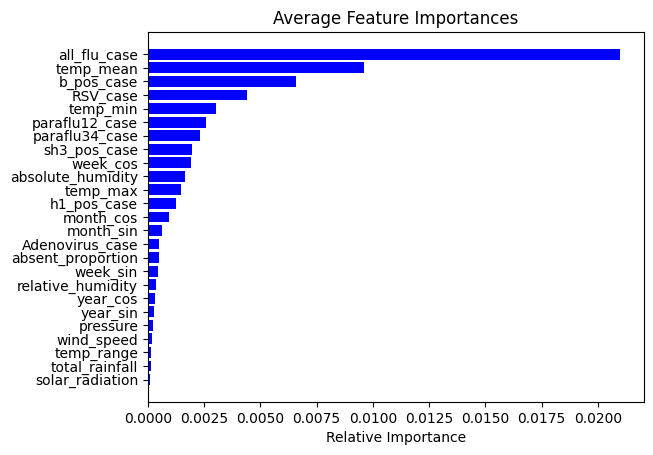 Average Feature Importances
all_flu_case
temp_mean
b_pos_case
RSV_case
temp_min
paraflu12_case
paraflu34_case
sh3_pos_case
week_cos
absolute_humidity
temp_max
h1_pos_case
month_cos
month_sin
Adenovirus_case
absent_proportion
week_sin
relative_humidity
year_cos
year_sin
pressure
wind_speed
temp_range
total_rainfall
solar_radiation
0.0000 0.0025 0.0050 0.0075 0.0100 0.0125 0.0150 0.0175 0.0200
Relative Importance